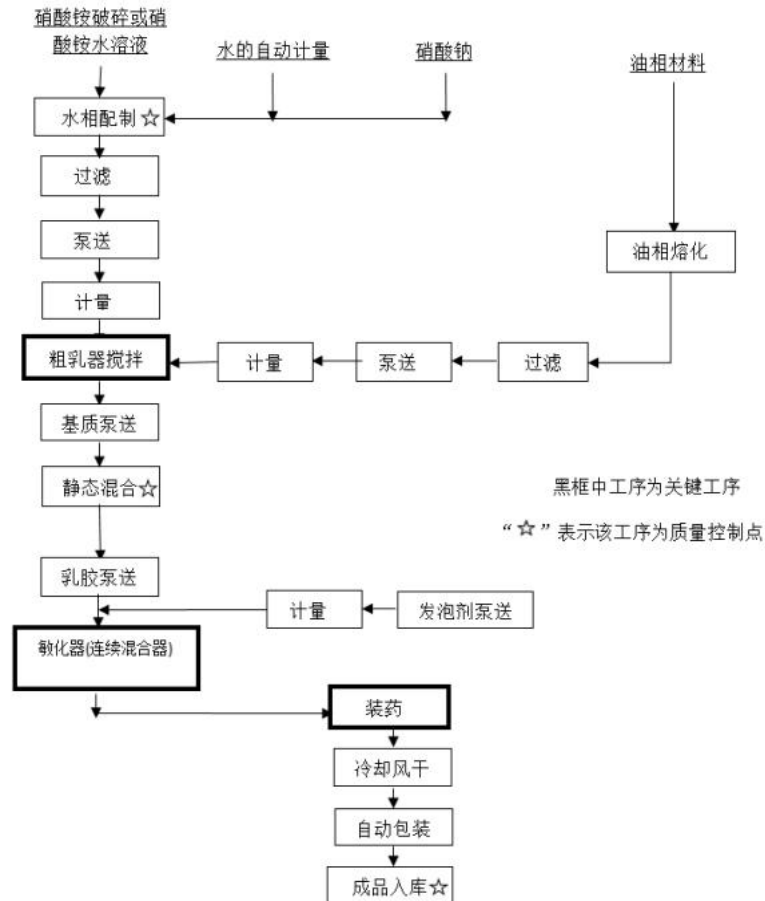 硝酸铵破碎或硝
酸铵水溶液
水的自动计量
硝酸钠
油相材料
水相配制☆
过滤
泵送
油相熔化
计量
粗乳器搅拌
计量
泵送
过滤
基质泵送
静态混合☆
黑框中工序为关键工序
“☆”表示该工序为质量控制点
乳胶泵送
计量
发泡剂泵送
敏化器(连续混合器)
装药
冷却风干
自动包装
成品入库☆